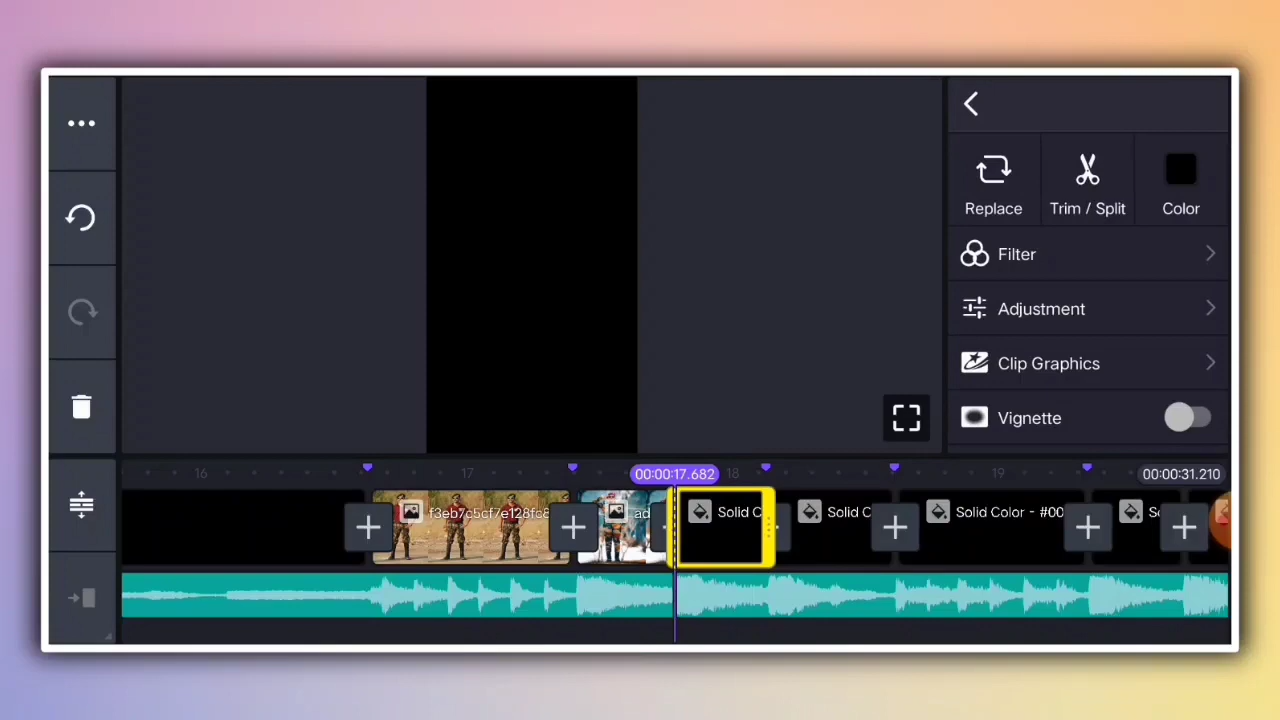 Replace
Trim / Split
Color
Filter
Adjustment
Clip Graphics
Vignette
16
17
00:00:17.682
18
19
00:00:31.210
f3eb7c5cf7e128fc8
ad
Solid C
Solid C
Solid Color - #00